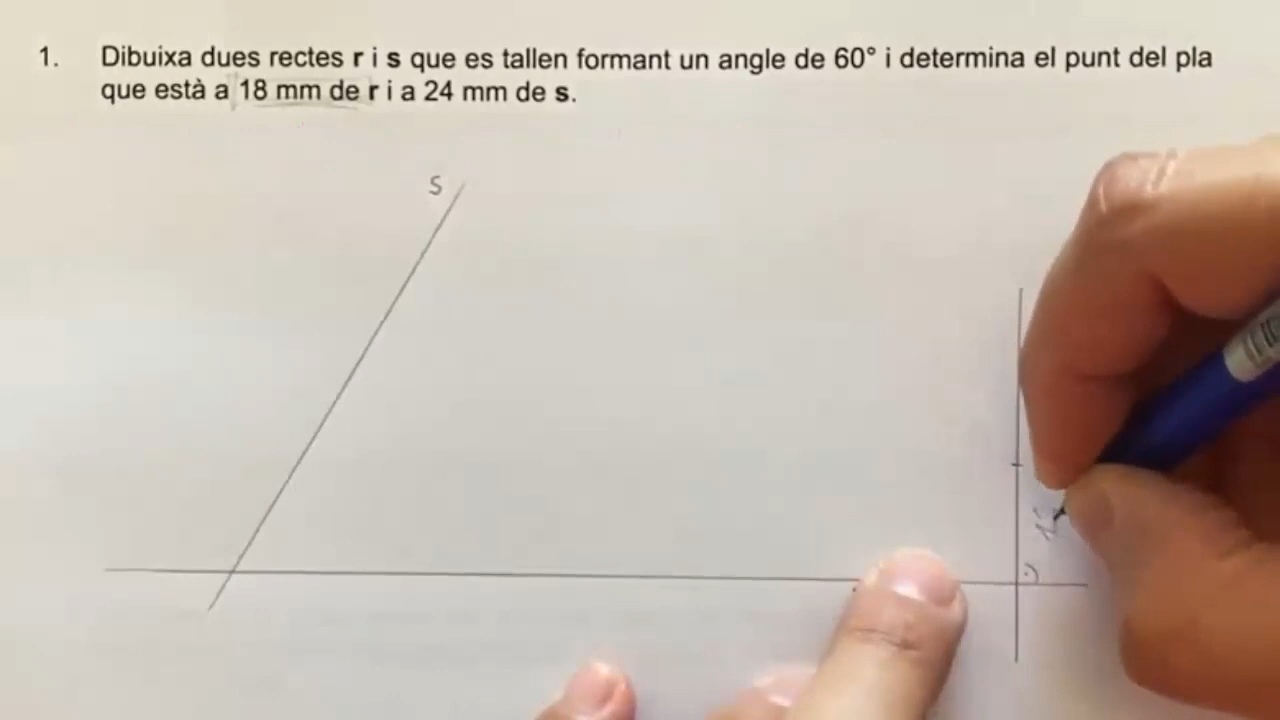 1. Dibuixa dues rectes r i s que es tallen formant un angle de 60° i determina el punt del pla
que està a 18 mm de r i a 24 mm de s.
S